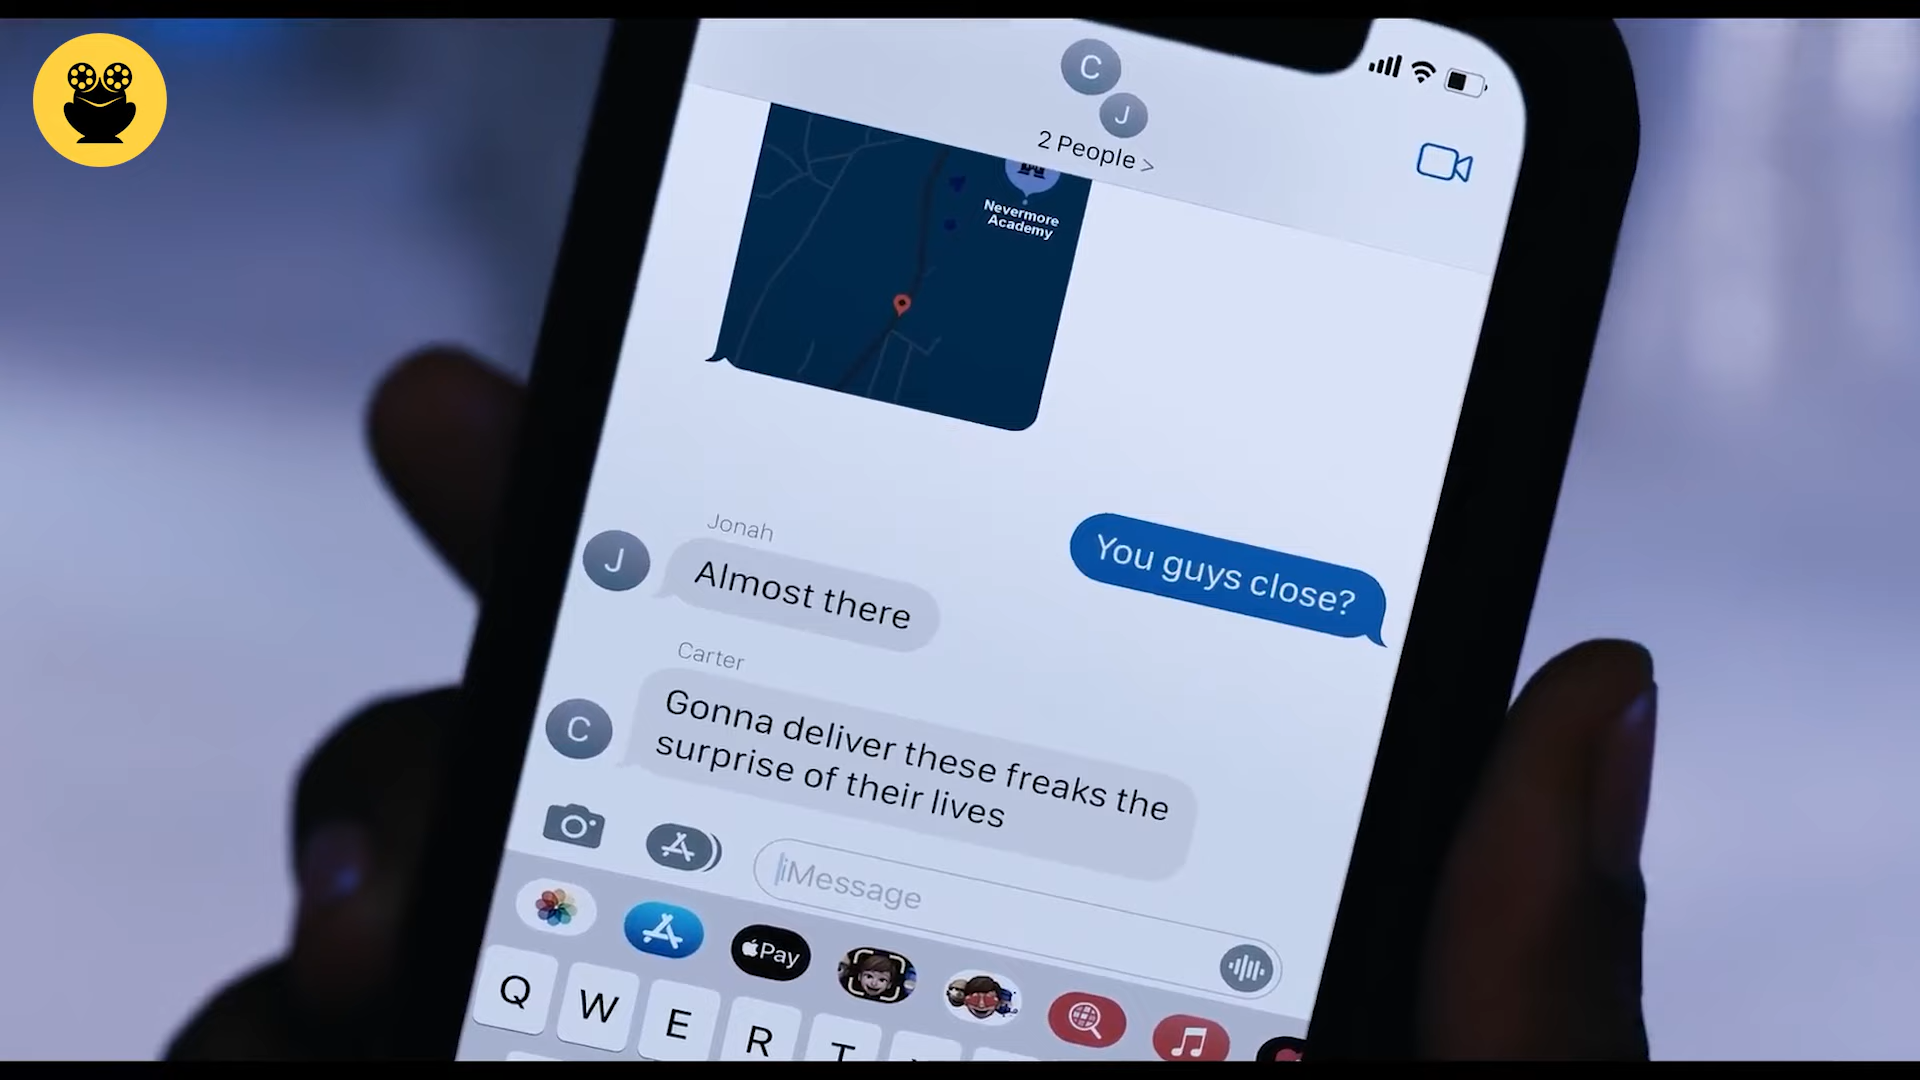 C
J
2 People >
Nevermore
Academy
You guys close?
Jonah
J
Almost there
Carter
C
Gonna deliver these freaks the
surprise of their lives
iMessage
Pay
Q W E R T